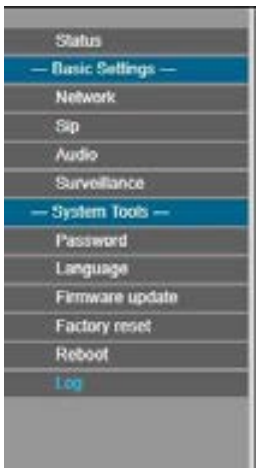 Status
— Basic Settings —
Network
Sip
Audio
Surveillance
— System Tools —
Password
Language
Firmware update
Factory reset
Reboot
Log